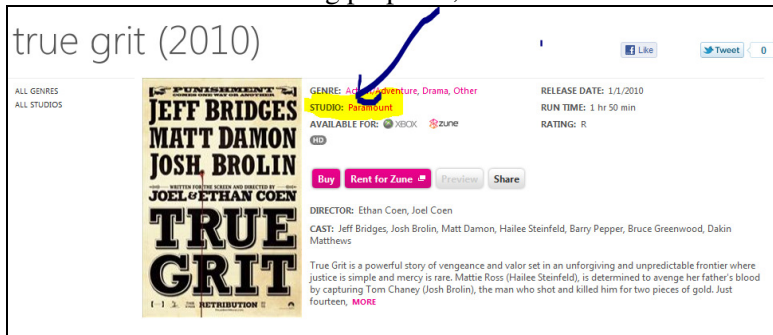 true grit (2010)
Like
Tweet 0
ALL GENRES
ALL STUDIOS
PUNISHMENT
COMES ONE WAY OR ANOTHER
JEFF BRIDGES
MATT DAMON
JOSH BROLIN
WRITTEN FOR THE SCREEN AND DIRECTED BY
JOEL & ETHAN COEN
TRUE
GRIT
RETRIBUTION
GENRE: Action/Adventure, Drama, Other
STUDIO: Paramount
AVAILABLE FOR: XBOX zune
HD
RELEASE DATE: 1/1/2010
RUN TIME: 1 hr 50 min
RATING: R
Buy Rent for Zune Preview Share
DIRECTOR: Ethan Coen, Joel Coen
CAST: Jeff Bridges, Josh Brolin, Matt Damon, Hailee Steinfeld, Barry Pepper, Bruce Greenwood, Dakin
Matthews
True Grit is a powerful story of vengeance and valor set in an unforgiving and unpredictable frontier where
justice is simple and mercy is rare. Mattie Ross (Hailee Steinfeld), is determined to avenge her father's blood
by capturing Tom Chaney (Josh Brolin), the man who shot and killed him for two pieces of gold. Just
fourteen, MORE